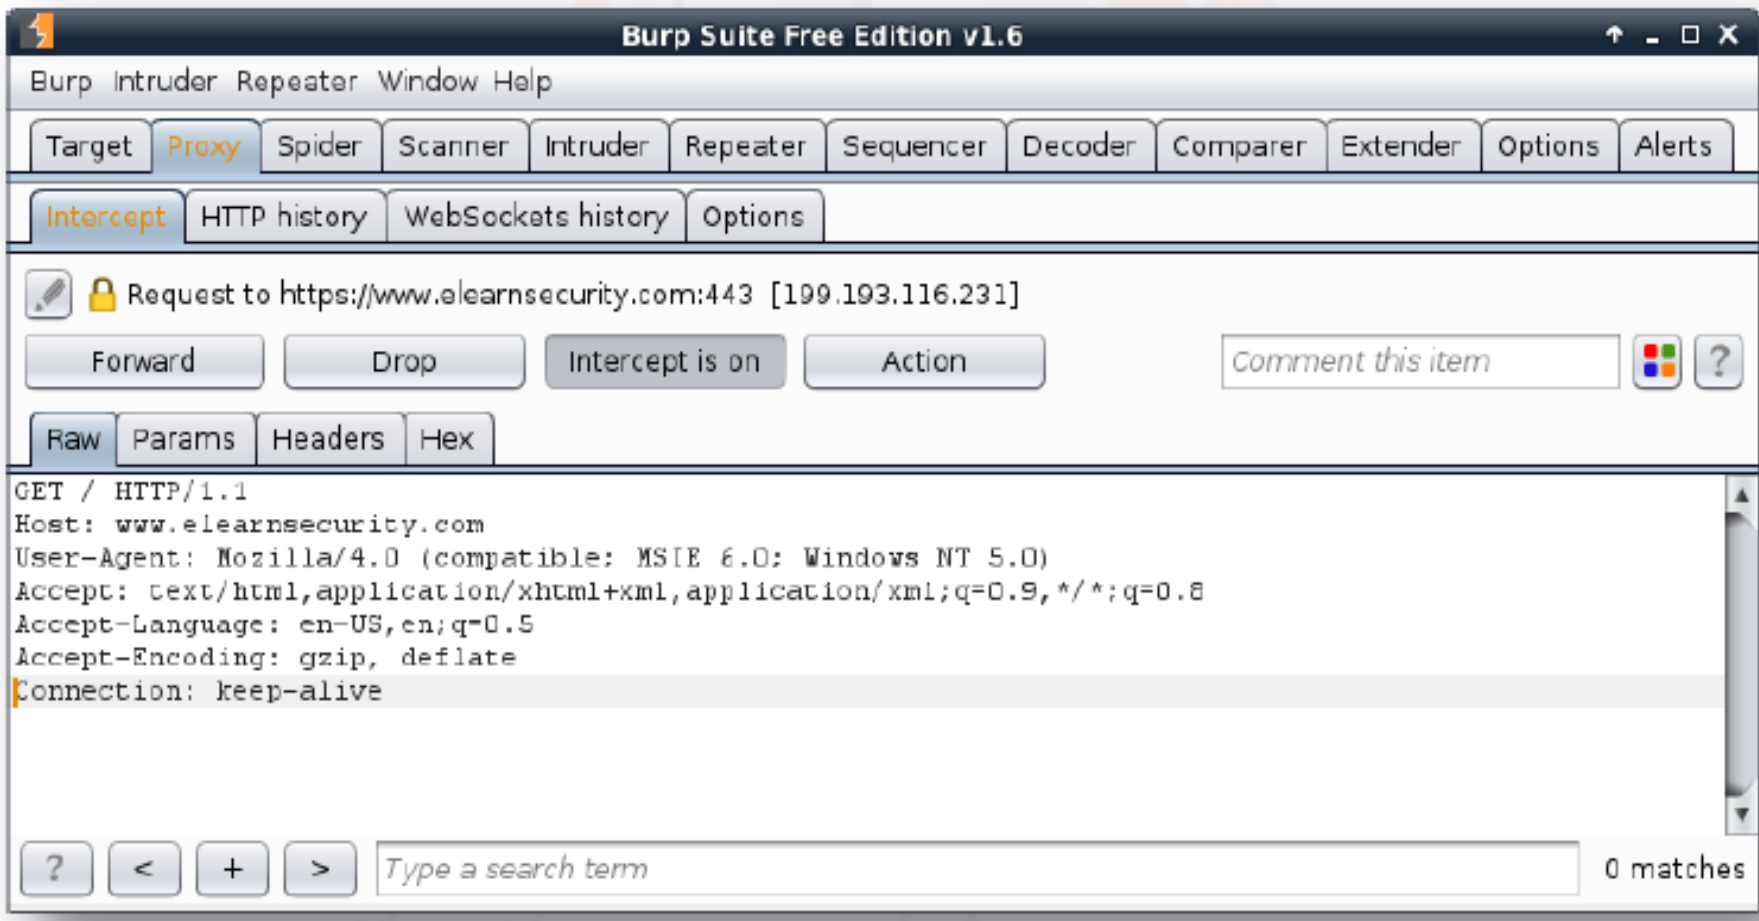 Burp Suite Free Edition v1.6
Burp Intruder Repeater Window Help
Target Proxy Spider Scanner Intruder Repeater Sequencer Decoder Comparer Extender Options Alerts
Intercept HTTP history WebSockets history Options
Request to https://www.elearnsecurity.com:443 [199.193.116.231]
Forward Drop Intercept is on Action Comment this item ?
Raw Params Headers Hex
GET / HTTP/1.1
Host: www.elearnsecurity.com
User-Agent: Mozilla/4.0 (compatible; MSIE 6.0; Windows NT 5.0)
Accept: text/html,application/xhtml+xml,application/xml;q=0.9,*/*;q=0.8
Accept-Language: en-US,en;q=0.5
Accept-Encoding: gzip, deflate
Connection: keep-alive
? < + > Type a search term 0 matches